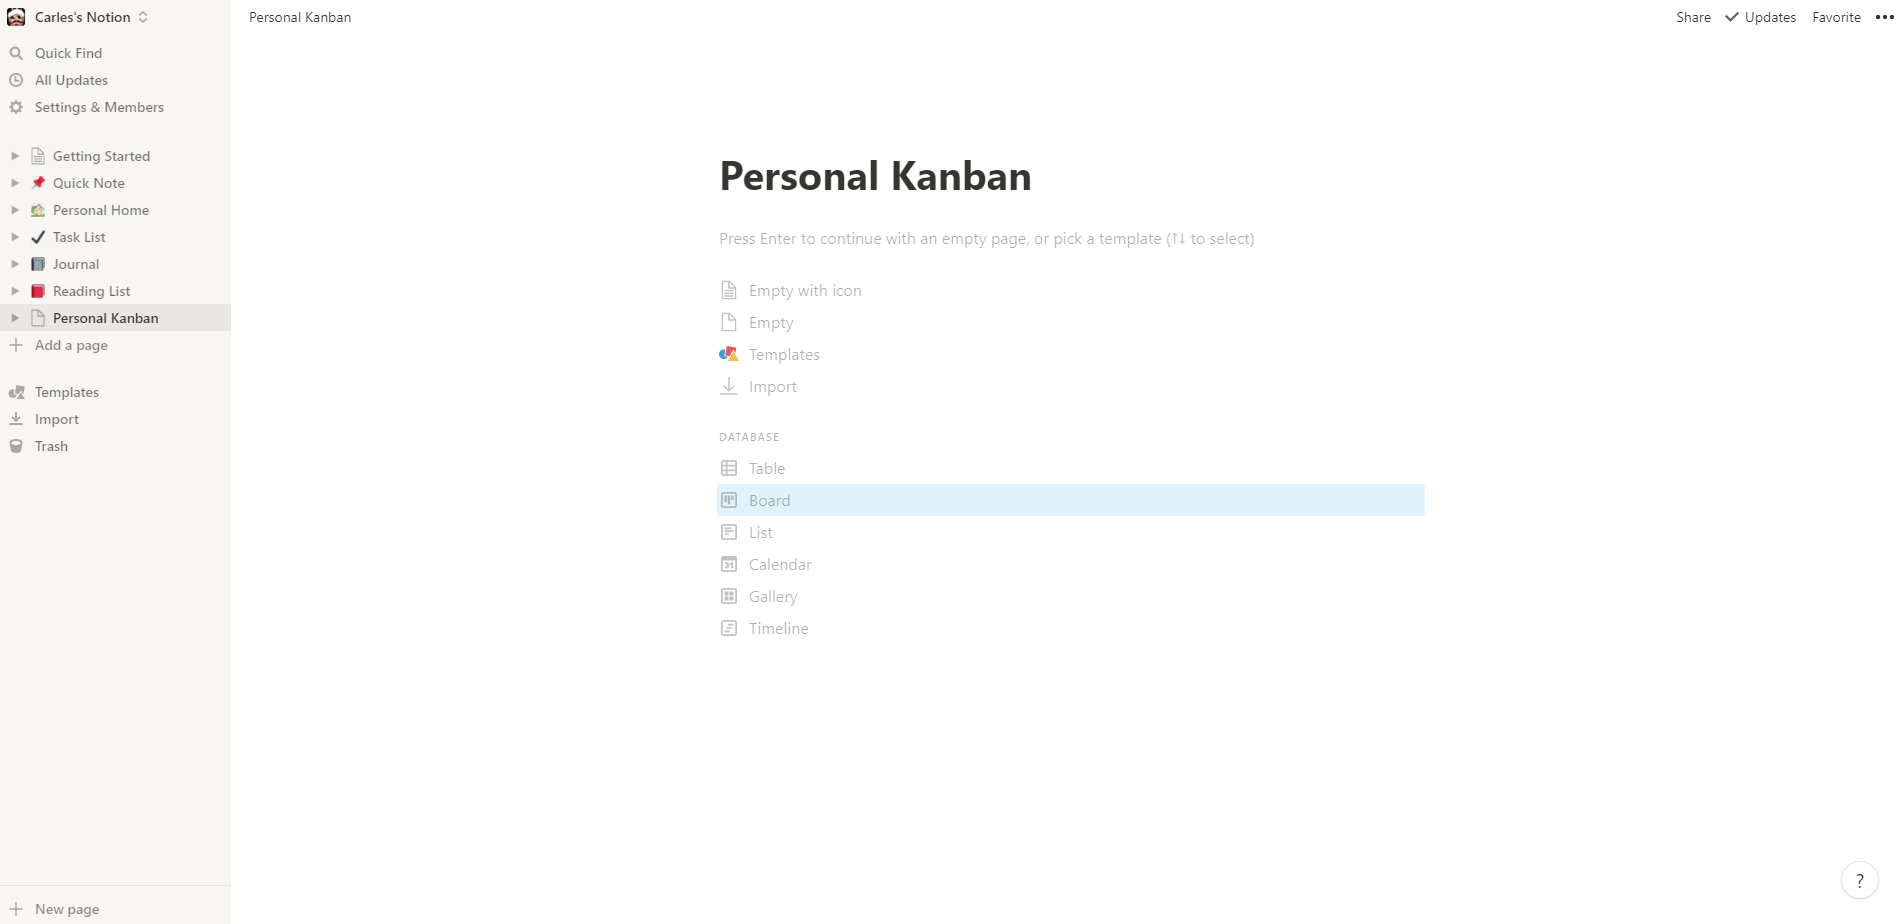 Carles's Notion
Quick Find
All Updates
Settings & Members
Getting Started
Quick Note
Personal Home
Task List
Journal
Reading List
Personal Kanban
Add a page
Templates
Import
Trash
New page
Personal Kanban
Share
Updates
Favorite
Personal Kanban
Press Enter to continue with an empty page, or pick a template (↑↓ to select)
Empty with icon
Empty
Templates
Import
DATABASE
Table
Board
List
31
Calendar
Gallery
Timeline
?